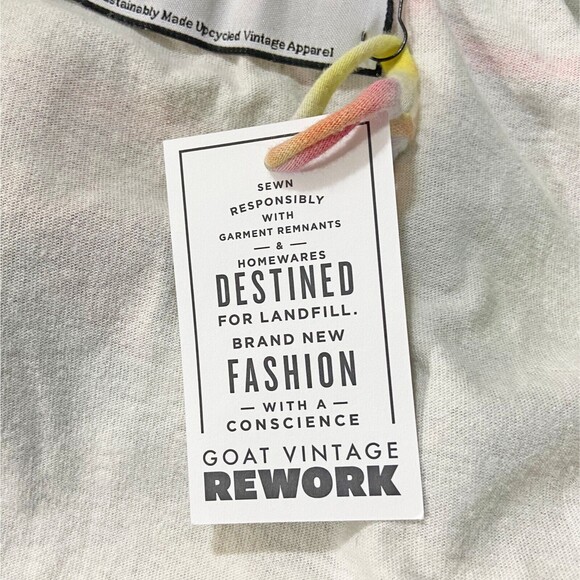 Sustainably Made Upcycled Vintage Apparel
SEWN
RESPONSIBLY
WITH
GARMENT REMNANTS
— & —
HOMEWARES
DESTINED
FOR LANDFILL.
BRAND NEW
FASHION
— WITH A —
CONSCIENCE
GOAT VINTAGE
REWORK